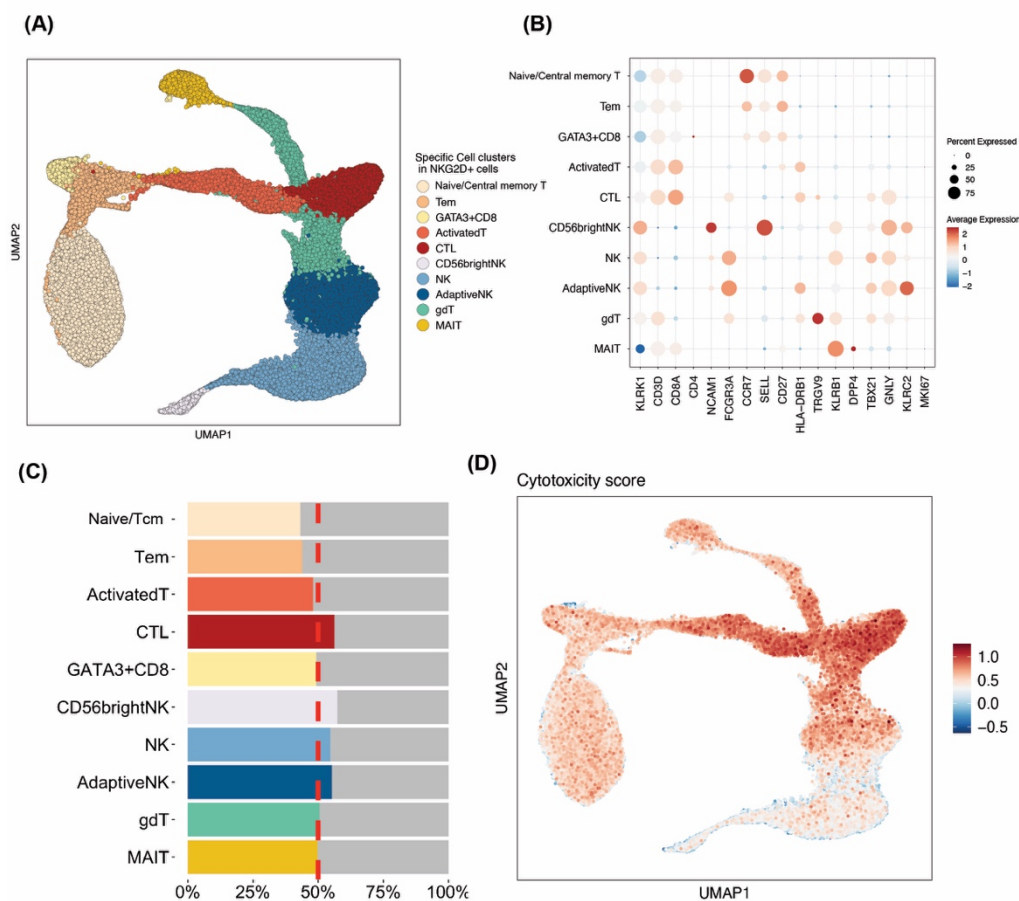 (A)
UMAP2
UMAP1
Specific Cell clusters
in NKG2D+ cells
Naive/Central memory T
Tem
GATA3+CD8
ActivatedT
CTL
CD56brightNK
NK
AdaptiveNK
gdT
MAIT
(B)
Naive/Central memory T
Tem
GATA3+CD8
ActivatedT
CTL
CD56brightNK
NK
AdaptiveNK
gdT
MAIT
KLRK1
CD3D
CD8A
CD4
NCAM1
FCGR3A
CCR7
SELL
CD27
HLA-DRB1
TRGV9
KLRB1
DPP4
TBX21
GNLY
KLRC2
MKI67
Percent Expressed
0
25
50
75
Average Expression
2
1
0
−1
−2
(C)
Naive/Tcm
Tem
ActivatedT
CTL
GATA3+CD8
CD56brightNK
NK
AdaptiveNK
gdT
MAIT
0% 25% 50% 75% 100%
(D)
Cytotoxicity score
UMAP2
UMAP1
1.0
0.5
0.0
−0.5